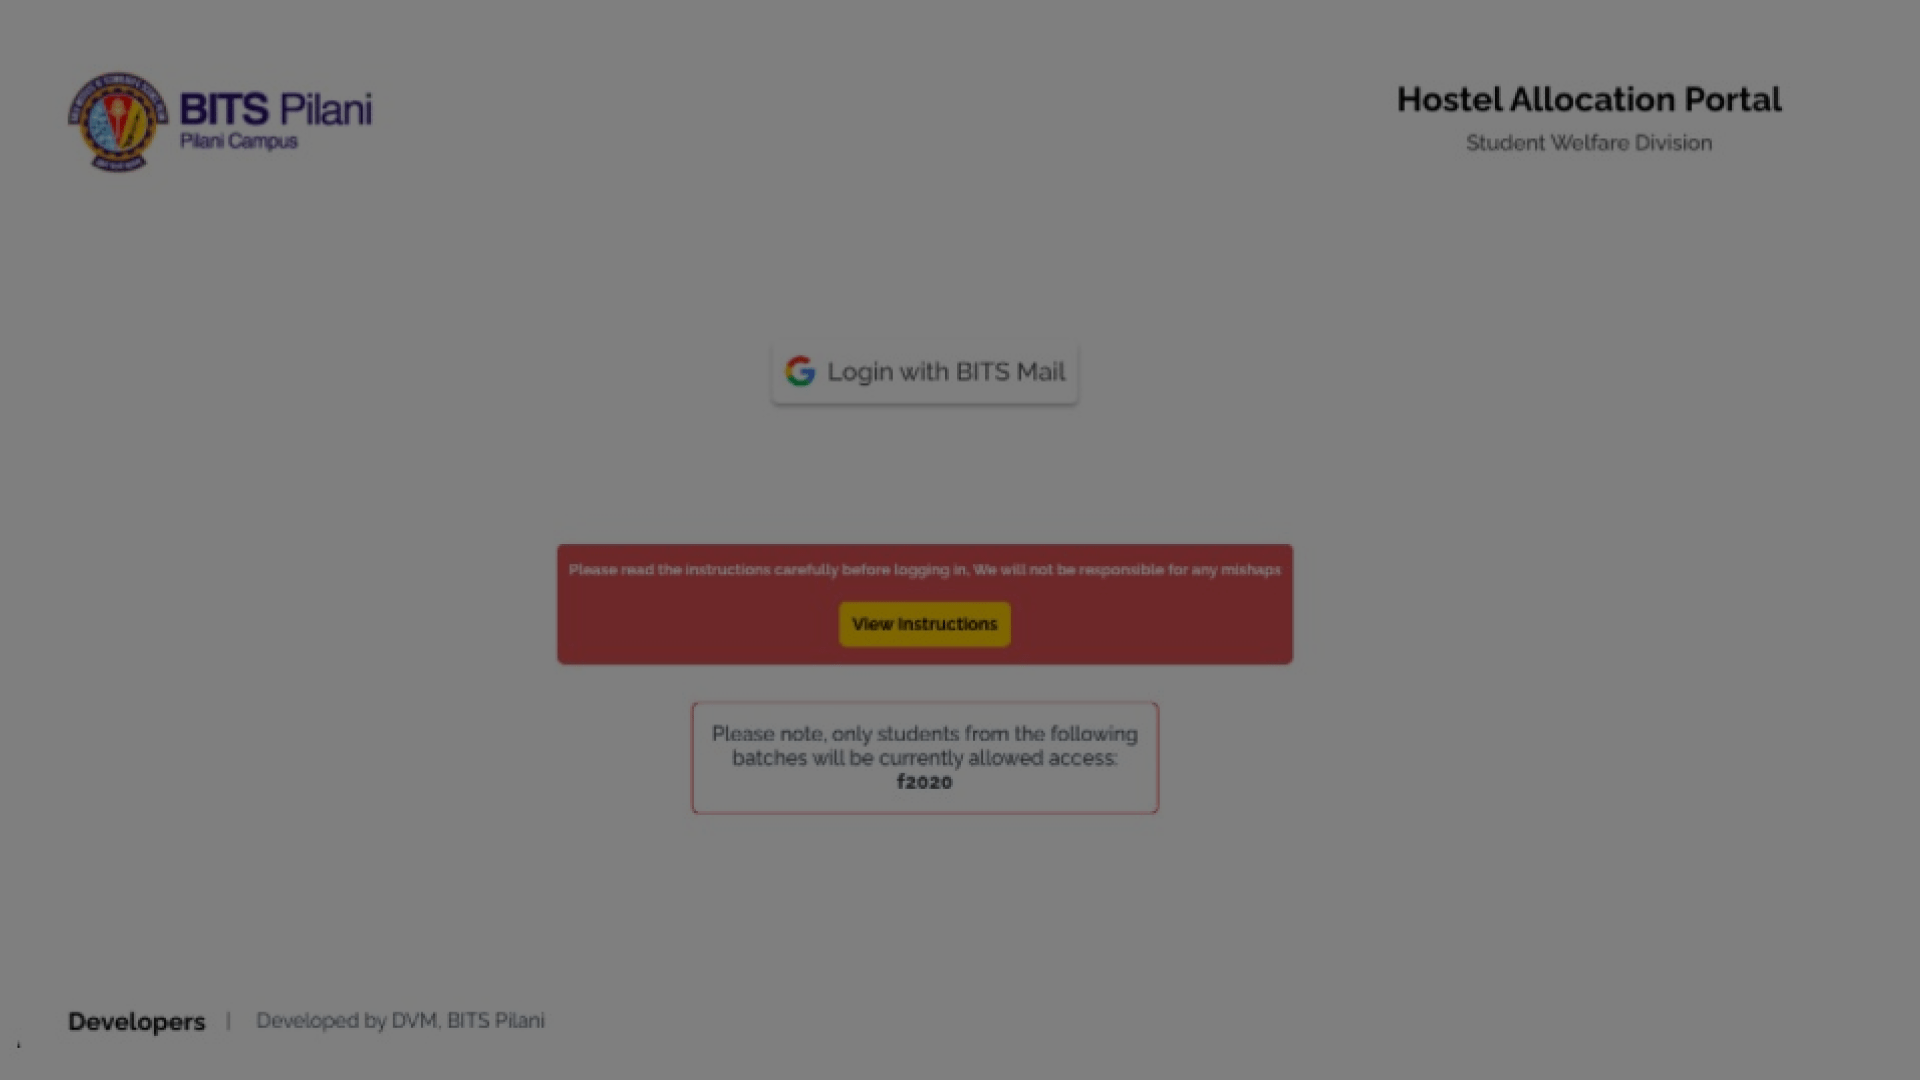 BITS Pilani
Pilani Campus
Hostel Allocation Portal
Student Welfare Division
Login with BITS Mail
Please read the instructions carefully before logging in, We will not be responsible for any mishaps
View Instructions
Please note, only students from the following
batches will be currently allowed access:
f2020
Developers | Developed by DVM, BITS Pilani